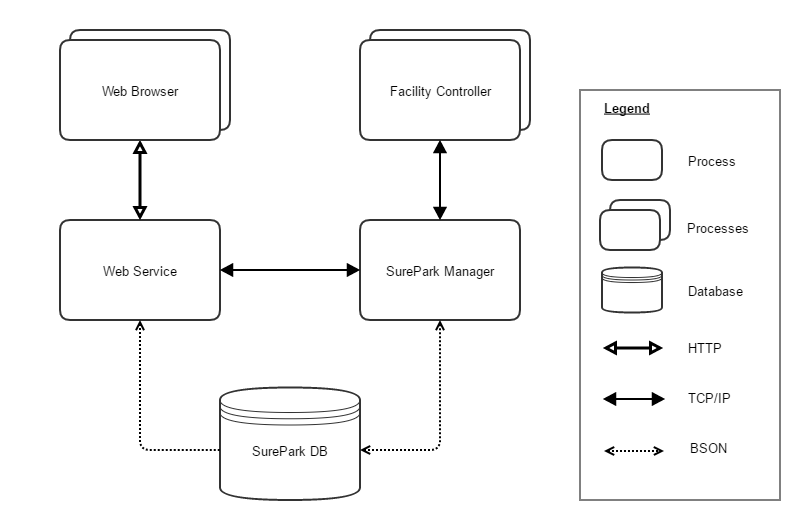 Web Browser
Facility Controller
Web Service
SurePark Manager
SurePark DB
Legend
Process
Processes
Database
HTTP
TCP/IP
BSON